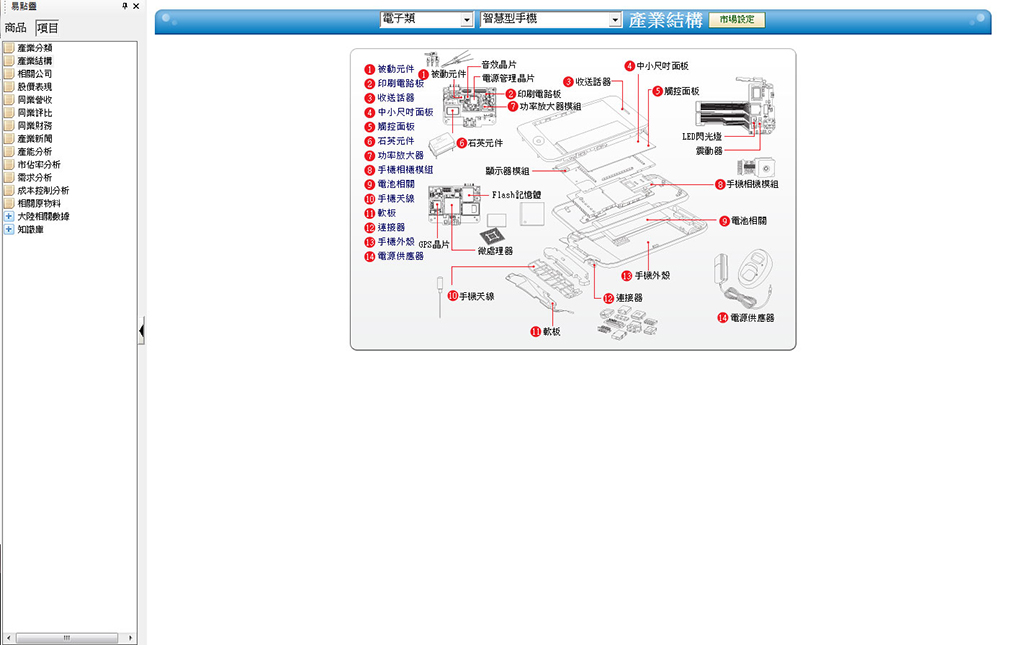 易點靈
商品 項目
產業分類
產業結構
相關公司
股價表現
同業營收
同業評比
同業財務
產業新聞
產能分析
市佔率分析
需求分析
成本控制分析
相關原物料
大陸相關數據
知識庫
電子類 智慧型手機 產業結構 市場設定
1 被動元件
2 印刷電路板
3 收送話器
4 中小尺吋面板
5 觸控面板
6 石英元件
7 功率放大器
8 手機相機模組
9 電池相關
10 手機天線
11 軟板
12 連接器
13 手機外殼
14 電源供應器
1 被動元件
音效晶片
電源管理晶片
2 印刷電路板
7 功率放大器模組
6 石英元件
3 收送話器
4 中小尺吋面板
5 觸控面板
LED閃光燈
震動器
顯示器模組
8 手機相機模組
Flash記憶體
9 電池相關
GPS晶片
微處理器
13 手機外殼
10 手機天線
12 連接器
11 軟板
14 電源供應器